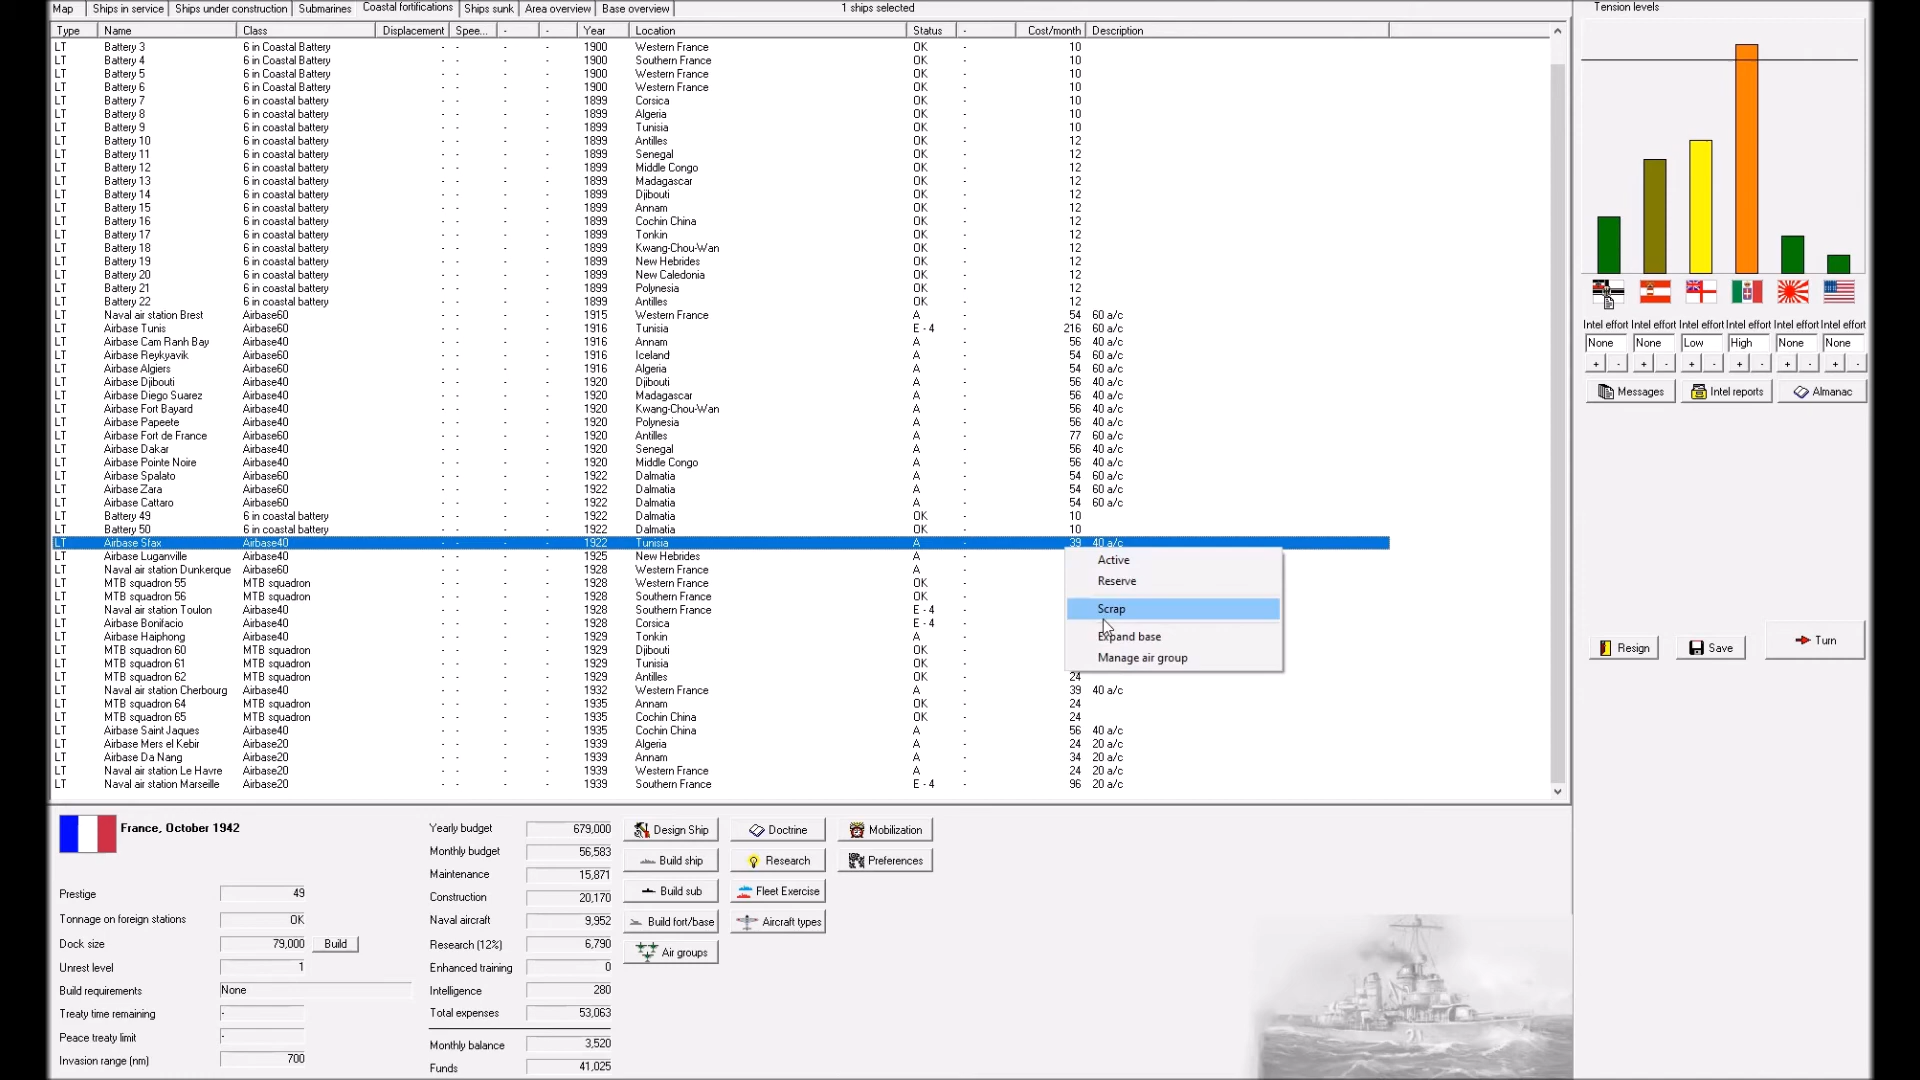 Map Ships in service Ships under construction Submarines Coastal fortifications Ships sunk Area overview Base overview 1 ships selected Tension levels
Type Name Class Displacement Spee... - - Year Location Status - Cost/month Description
LT Battery 3 6 in Coastal Battery - - - - 1900 Western France OK - 10
LT Battery 4 6 in Coastal Battery - - - - 1900 Southern France OK - 10
LT Battery 5 6 in Coastal Battery - - - - 1900 Western France OK - 10
LT Battery 6 6 in Coastal Battery - - - - 1900 Western France OK - 10
LT Battery 7 6 in coastal battery - - - - 1899 Corsica OK - 10
LT Battery 8 6 in coastal battery - - - - 1899 Algeria OK - 10
LT Battery 9 6 in coastal battery - - - - 1899 Tunisia OK - 10
LT Battery 10 6 in coastal battery - - - - 1899 Antilles OK - 12
LT Battery 11 6 in coastal battery - - - - 1899 Senegal OK - 12
LT Battery 12 6 in coastal battery - - - - 1899 Middle Congo OK - 12
LT Battery 13 6 in coastal battery - - - - 1899 Madagascar OK - 12
LT Battery 14 6 in coastal battery - - - - 1899 Djibouti OK - 12
LT Battery 15 6 in coastal battery - - - - 1899 Annam OK - 12
LT Battery 16 6 in coastal battery - - - - 1899 Cochin China OK - 12
LT Battery 17 6 in coastal battery - - - - 1899 Tonkin OK - 12
LT Battery 18 6 in coastal battery - - - - 1899 Kwang-Chou-Wan OK - 12
LT Battery 19 6 in coastal battery - - - - 1899 New Hebrides OK - 12
LT Battery 20 6 in coastal battery - - - - 1899 New Caledonia OK - 12
LT Battery 21 6 in coastal battery - - - - 1899 Polynesia OK - 12
LT Battery 22 6 in coastal battery - - - - 1899 Antilles OK - 12
LT Naval air station Brest Airbase60 - - - - 1915 Western France A - 54 60 a/c
LT Airbase Tunis Airbase60 - - - - 1916 Tunisia E - 4 - 216 60 a/c
LT Airbase Cam Ranh Bay Airbase40 - - - - 1916 Annam A - 56 40 a/c
LT Airbase Reykyavik Airbase60 - - - - 1916 Iceland A - 54 60 a/c
LT Airbase Algiers Airbase60 - - - - 1916 Algeria A - 54 60 a/c
LT Airbase Djibouti Airbase40 - - - - 1920 Djibouti A - 56 40 a/c
LT Airbase Diego Suarez Airbase40 - - - - 1920 Madagascar A - 56 40 a/c
LT Airbase Fort Bayard Airbase40 - - - - 1920 Kwang-Chou-Wan A - 56 40 a/c
LT Airbase Papeete Airbase40 - - - - 1920 Polynesia A - 56 40 a/c
LT Airbase Fort de France Airbase60 - - - - 1920 Antilles A - 77 60 a/c
LT Airbase Dakar Airbase40 - - - - 1920 Senegal A - 56 40 a/c
LT Airbase Pointe Noire Airbase40 - - - - 1920 Middle Congo A - 56 40 a/c
LT Airbase Spalato Airbase60 - - - - 1922 Dalmatia A - 54 60 a/c
LT Airbase Zara Airbase60 - - - - 1922 Dalmatia A - 54 60 a/c
LT Airbase Cattaro Airbase60 - - - - 1922 Dalmatia A - 54 60 a/c
LT Battery 49 6 in coastal battery - - - - 1922 Dalmatia OK - 10
LT Battery 50 6 in coastal battery - - - - 1922 Dalmatia OK - 10
LT Airbase Sfax Airbase40 - - - - 1922 Tunisia A - 39 40 a/c
LT Airbase Luganville Airbase40 - - - - 1925 New Hebrides A -
LT Naval air station Dunkerque Airbase60 - - - - 1928 Western France A -
LT MTB squadron 55 MTB squadron - - - - 1928 Western France OK -
LT MTB squadron 56 MTB squadron - - - - 1928 Southern France OK -
LT Naval air station Toulon Airbase40 - - - - 1928 Southern France E - 4 -
LT Airbase Bonifacio Airbase40 - - - - 1928 Corsica E - 4 -
LT Airbase Haiphong Airbase40 - - - - 1929 Tonkin A -
LT MTB squadron 60 MTB squadron - - - - 1929 Djibouti OK -
LT MTB squadron 61 MTB squadron - - - - 1929 Tunisia OK -
LT MTB squadron 62 MTB squadron - - - - 1929 Antilles OK - 24
LT Naval air station Cherbourg Airbase40 - - - - 1932 Western France A - 39 40 a/c
LT MTB squadron 64 MTB squadron - - - - 1935 Annam OK - 24
LT MTB squadron 65 MTB squadron - - - - 1935 Cochin China OK - 24
LT Airbase Saint Jaques Airbase40 - - - - 1935 Cochin China A - 56 40 a/c
LT Airbase Mers el Kebir Airbase20 - - - - 1939 Algeria A - 24 20 a/c
LT Airbase Da Nang Airbase20 - - - - 1939 Annam A - 34 20 a/c
LT Naval air station Le Havre Airbase20 - - - - 1939 Western France A - 24 20 a/c
LT Naval air station Marseille Airbase20 - - - - 1939 Southern France E - 4 - 96 20 a/c
Active
Reserve
Scrap
Expand base
Manage air group
Intel effort Intel effort Intel effort Intel effort Intel effort Intel effort
None None Low High None None
+ - + - + - + - + - + -
Messages Intel reports Almanac
Resign Save Turn
France, October 1942
Prestige 49
Tonnage on foreign stations OK
Dock size 79,000 Build
Unrest level 1
Build requirements None
Treaty time remaining -
Peace treaty limit -
Invasion range (nm) 700
Yearly budget 679,000
Monthly budget 56,583
Maintenance 15,871
Construction 20,170
Naval aircraft 9,952
Research (12%) 6,790
Enhanced training 0
Intelligence 280
Total expenses 53,063
Monthly balance 3,520
Funds 41,025
Design Ship Doctrine Mobilization
Build ship Research Preferences
Build sub Fleet Exercise
Build fort/base Aircraft types
Air groups